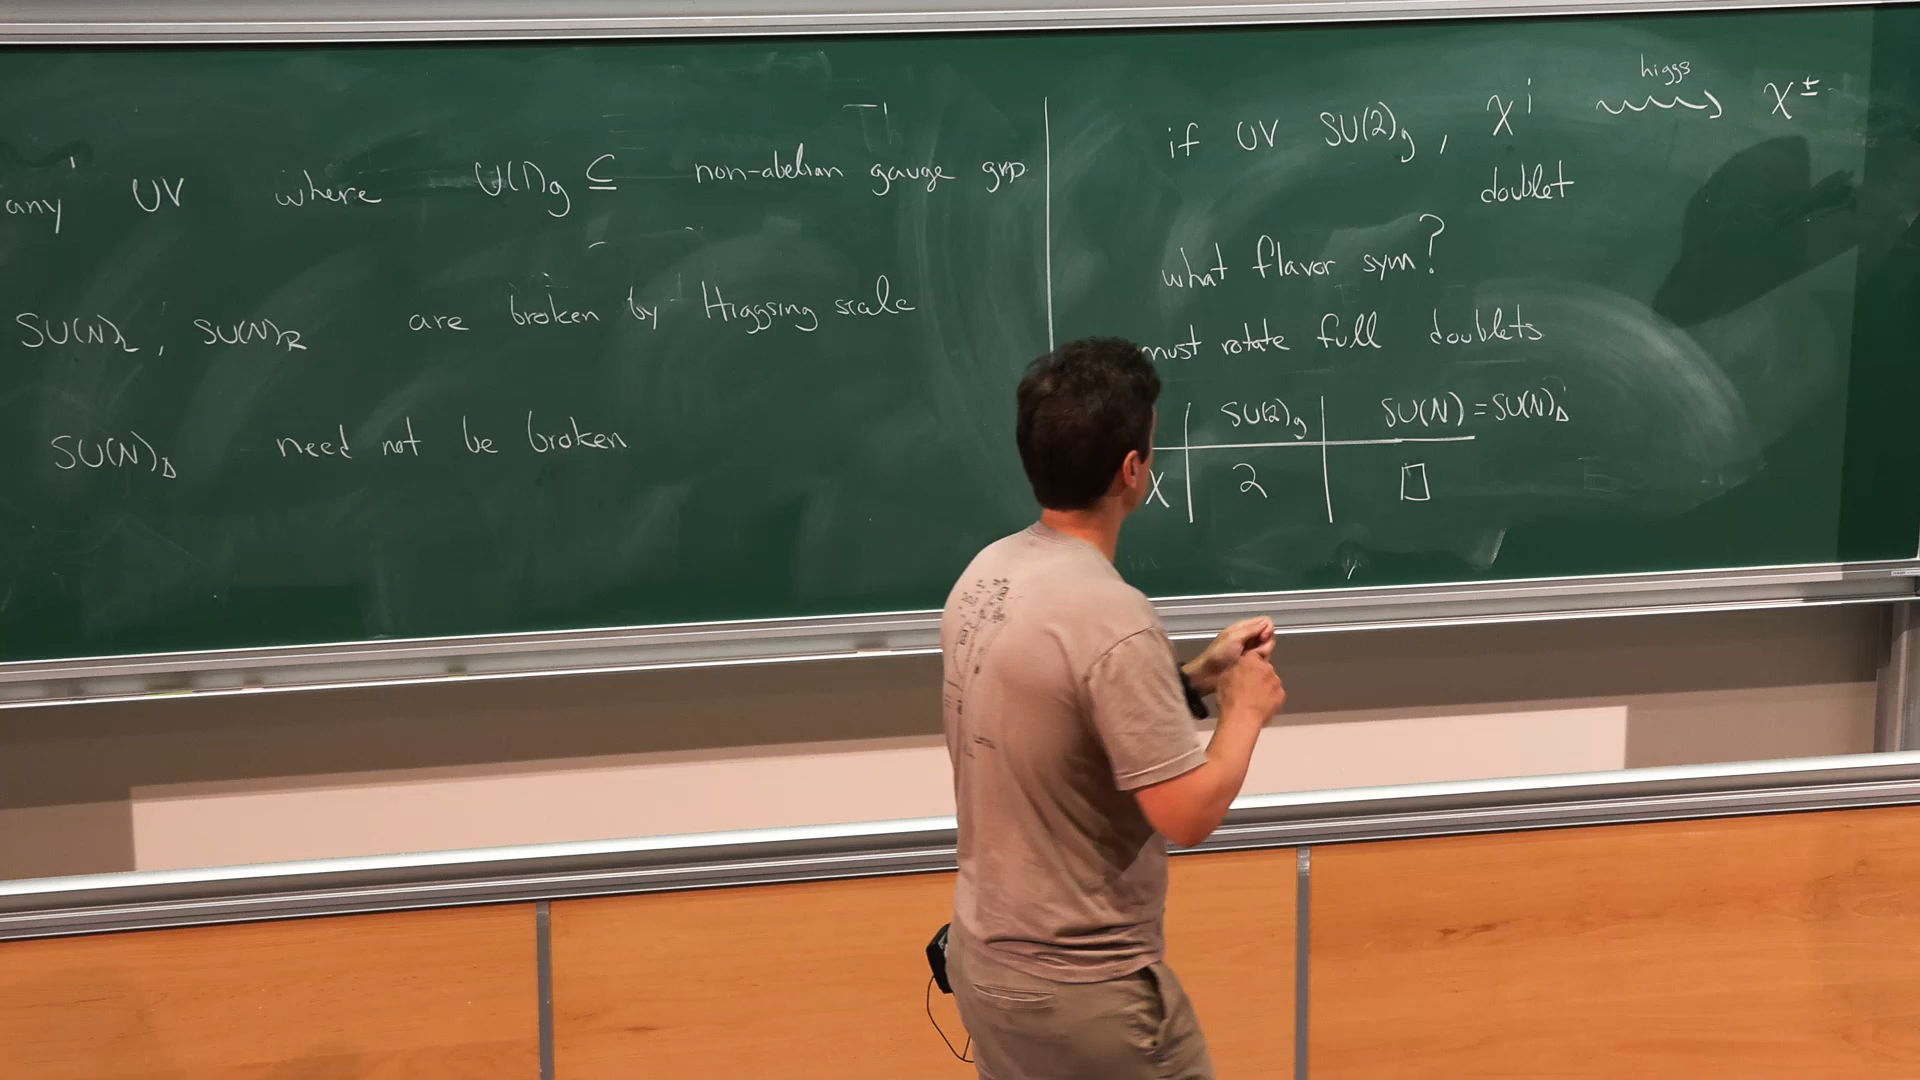 any UV where U(1)g ⊆ non-abelian gauge grp
SU(N)L, SU(N)R are broken by Higgsing scale
SU(N)Δ need not be broken
if UV SU(2)g, χ^i ⇝ χ^±
higgs
doublet
what flavor sym?
must rotate full doublets
SU(2)g SU(N) = SU(N)Δ
χ 2 □